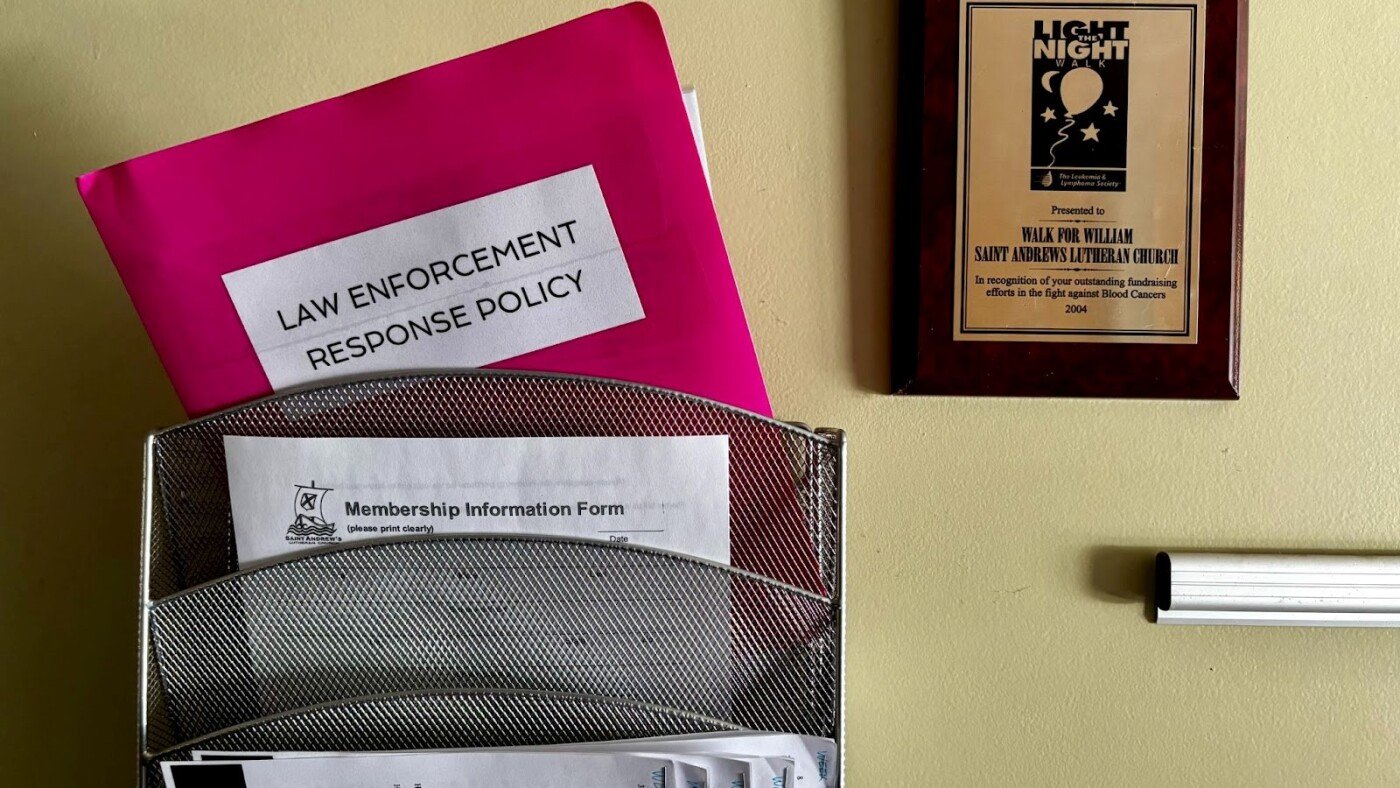 LAW ENFORCEMENT
RESPONSE POLICY
Membership Information Form
(please print clearly)
Date
SAINT ANDREW'S
LUTHERAN CHURCH
LIGHT
THE
NIGHT
WALK
The Leukemia &
Lymphoma Society
Presented to
WALK FOR WILLIAM
SAINT ANDREWS LUTHERAN CHURCH
In recognition of your outstanding fundraising
efforts in the fight against Blood Cancers
2004